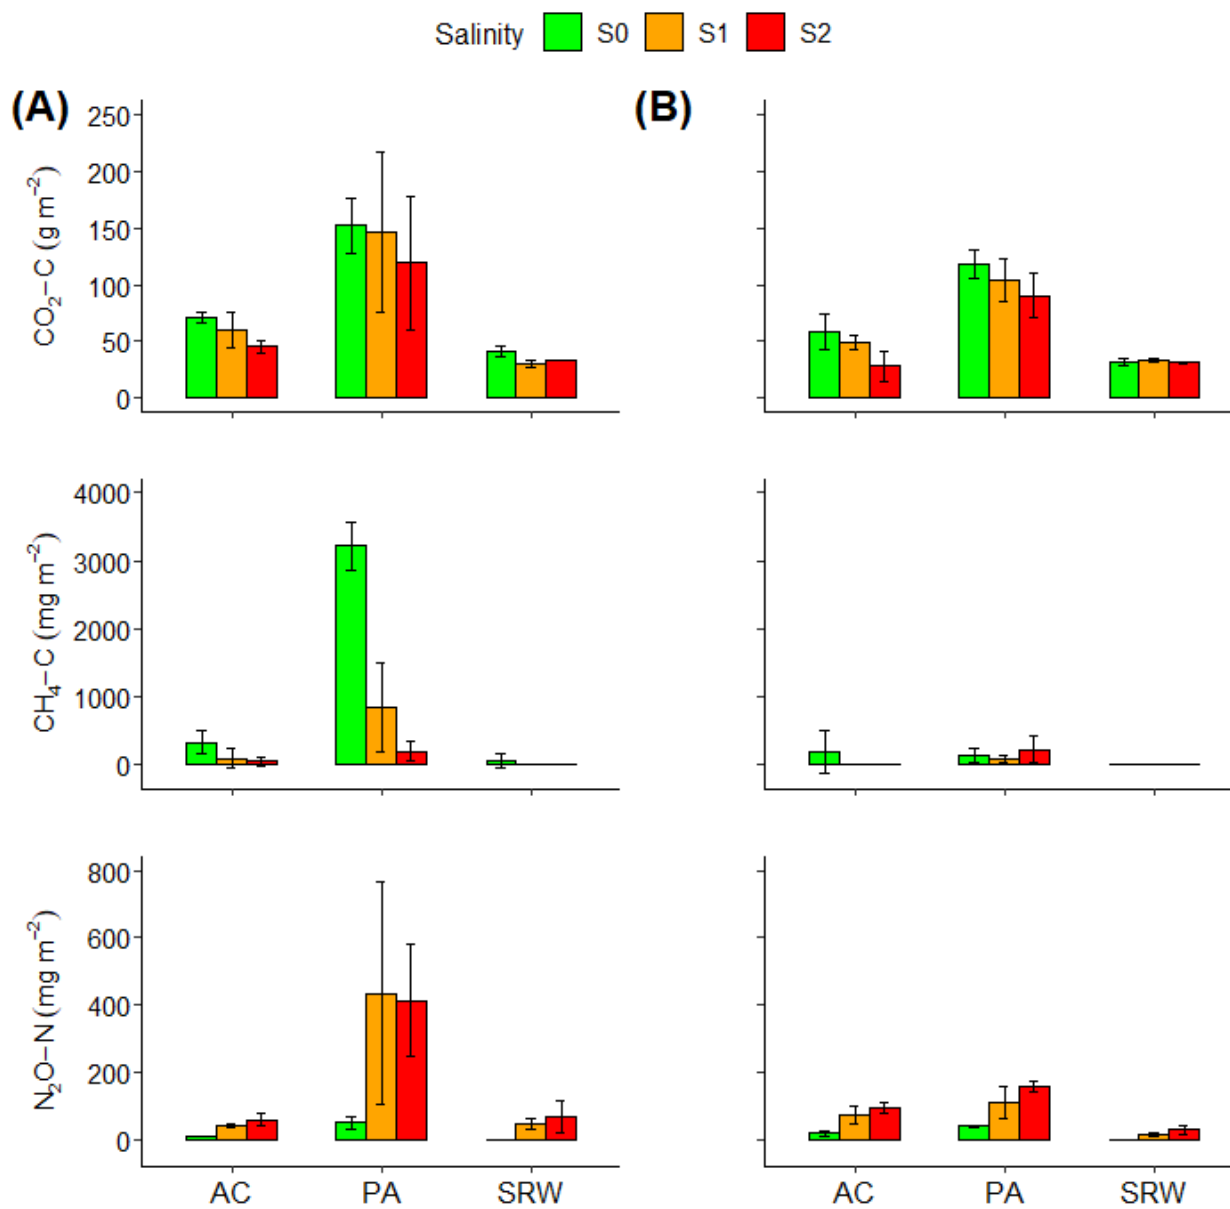 Salinity S0 S1 S2
(A) (B)
CO₂−C (g m⁻²)
250
200
150
100
50
0
CH₄−C (mg m⁻²)
4000
3000
2000
1000
0
N₂O−N (mg m⁻²)
800
600
400
200
0
AC PA SRW AC PA SRW